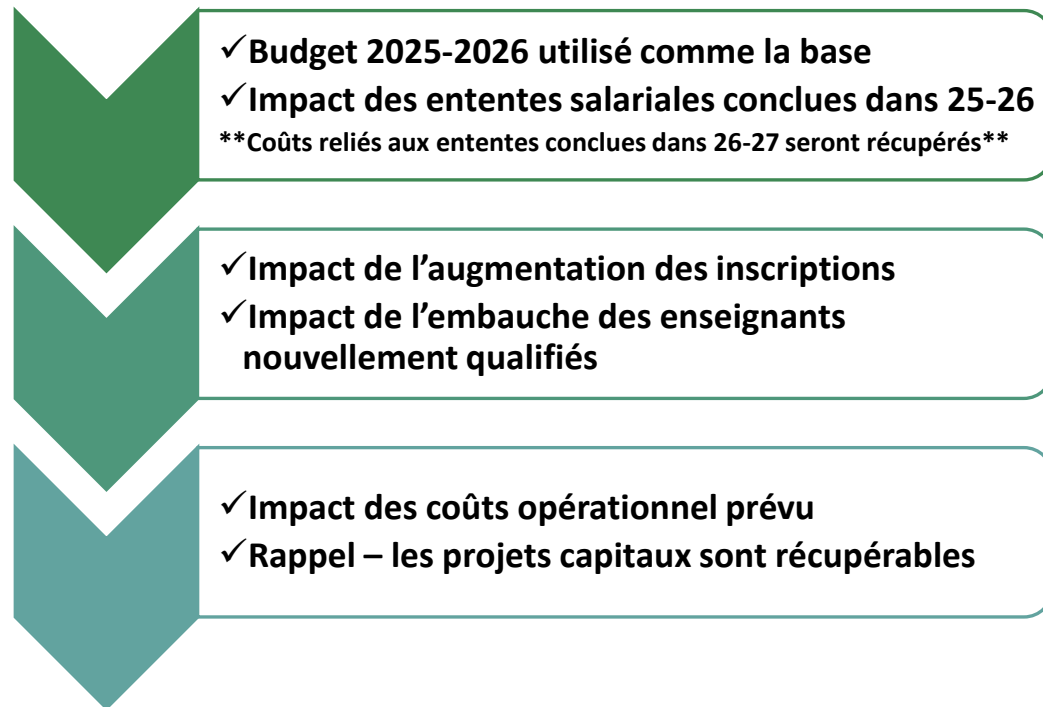 ✓Budget 2025-2026 utilisé comme la base
✓Impact des ententes salariales conclues dans 25-26
**Coûts reliés aux ententes conclues dans 26-27 seront récupérés**
✓Impact de l’augmentation des inscriptions
✓Impact de l’embauche des enseignants
nouvellement qualifiés
✓Impact des coûts opérationnel prévu
✓Rappel – les projets capitaux sont récupérables